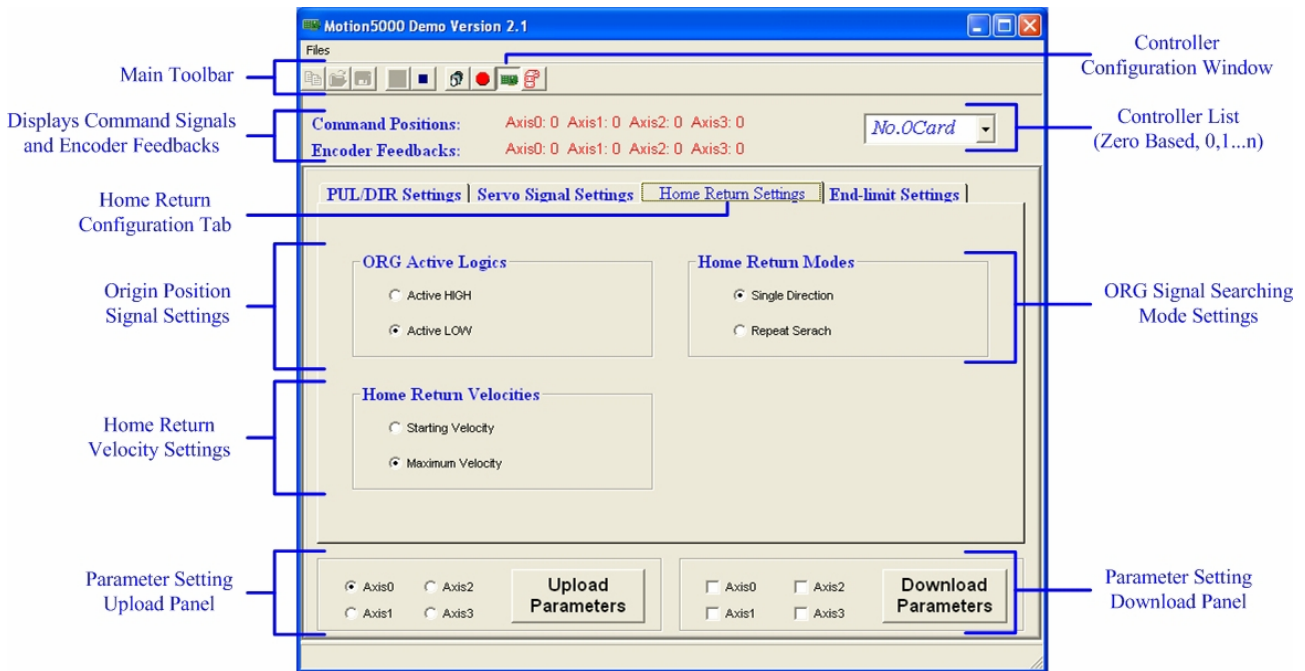 Motion5000 Demo Version 2.1
Files
Main Toolbar
Controller
Configuration Window
Displays Command Signals
and Encoder Feedbacks
Command Positions: Axis0: 0 Axis1: 0 Axis2: 0 Axis3: 0
Encoder Feedbacks: Axis0: 0 Axis1: 0 Axis2: 0 Axis3: 0
No.0Card
Controller List
(Zero Based, 0,1...n)
Home Return
Configuration Tab
PUL/DIR Settings Servo Signal Settings Home Return Settings End-limit Settings
Origin Position
Signal Settings
ORG Active Logics
Active HIGH
Active LOW
Home Return Modes
Single Direction
Repeat Serach
ORG Signal Searching
Mode Settings
Home Return
Velocity Settings
Home Return Velocities
Starting Velocity
Maximum Velocity
Parameter Setting
Upload Panel
Axis0 Axis2
Axis1 Axis3
Upload
Parameters
Axis0 Axis2
Axis1 Axis3
Download
Parameters
Parameter Setting
Download Panel